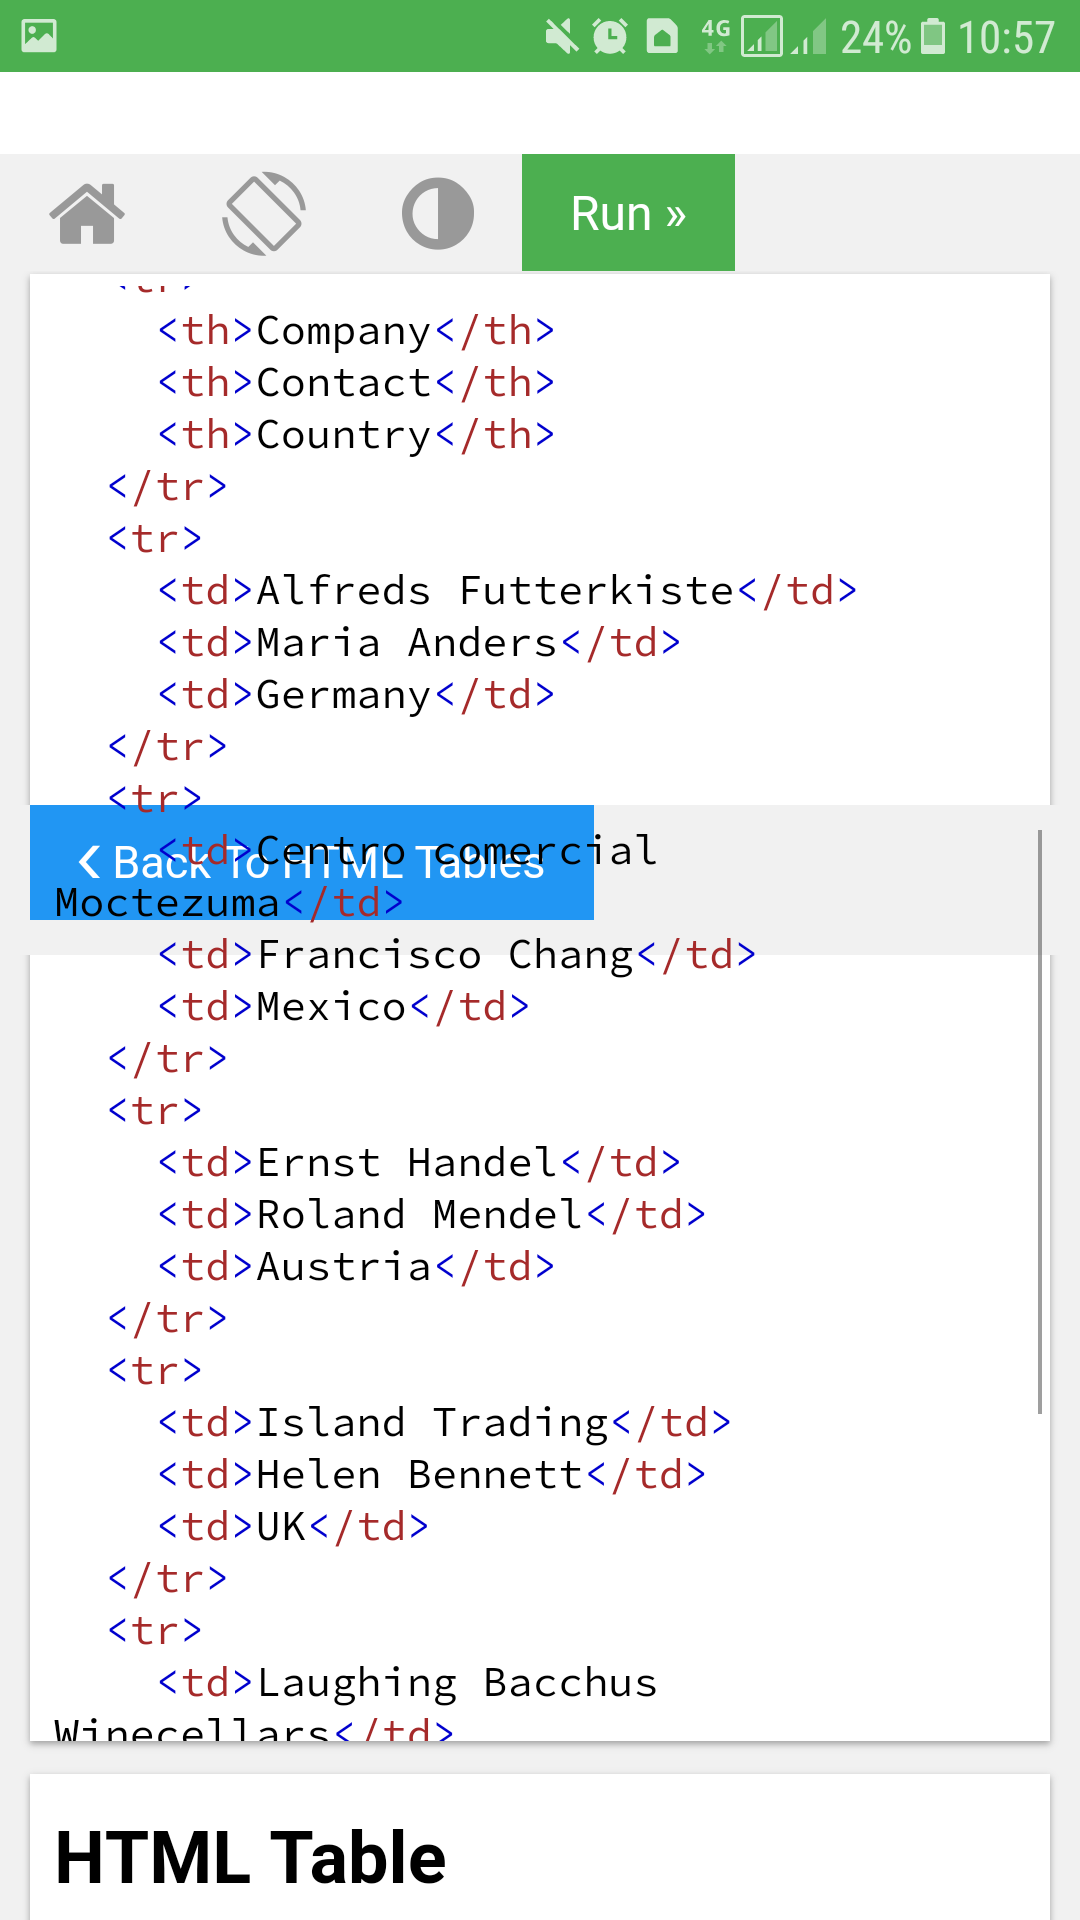 4G 24% 10:57
Run »
<tr>
<th>Company</th>
<th>Contact</th>
<th>Country</th>
</tr>
<tr>
<td>Alfreds Futterkiste</td>
<td>Maria Anders</td>
<td>Germany</td>
</tr>
<tr>
<td>Centro comercial
‹ Back To HTML Tables
Moctezuma</td>
<td>Francisco Chang</td>
<td>Mexico</td>
</tr>
<tr>
<td>Ernst Handel</td>
<td>Roland Mendel</td>
<td>Austria</td>
</tr>
<tr>
<td>Island Trading</td>
<td>Helen Bennett</td>
<td>UK</td>
</tr>
<tr>
<td>Laughing Bacchus
Winecellars</td>
HTML Table